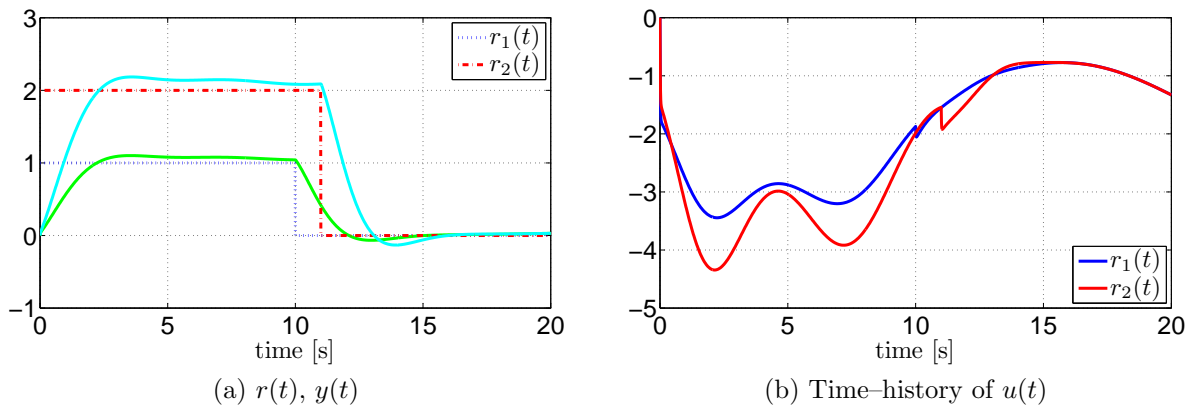 3
2
1
0
−1
0
5
10
15
20
time [s]
r1(t)
r2(t)
(a) r(t), y(t)
0
−1
−2
−3
−4
−5
0
5
10
15
20
time [s]
r1(t)
r2(t)
(b) Time–history of u(t)